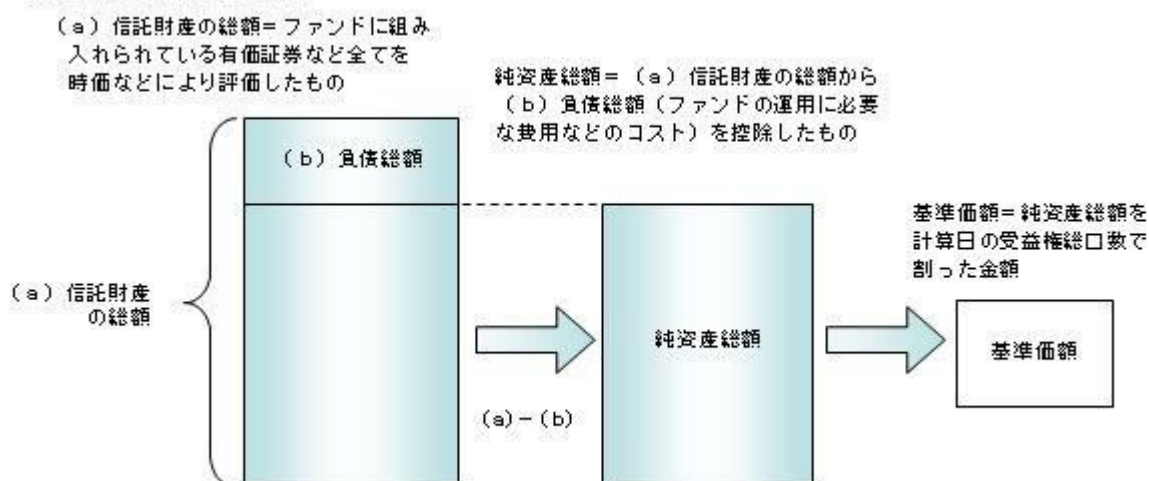 (a)信託財産の総額=ファンドに組み
入れられている有価証券など全てを
時価などにより評価したもの
純資産総額=(a)信託財産の総額から
(b)負債総額(ファンドの運用に必要
な費用などのコスト)を控除したもの
(b)負債総額
基準価額=純資産総額を
計算日の受益権総口数で
割った金額
(a)信託財産
の総額
純資産総額
基準価額
(a)-(b)